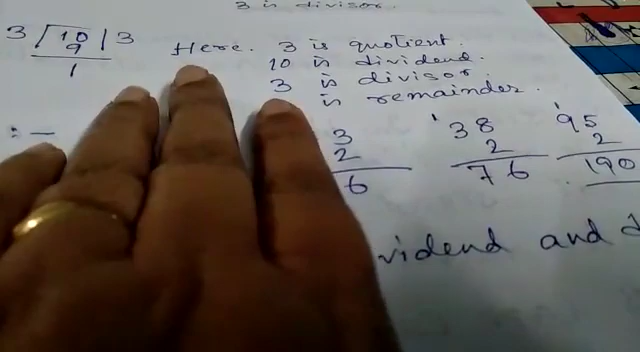 3 is divisor.
3 10 3 Here. 3 is quotient.
9 10 is dividend.
1 3 is divisor.
is remainder.
:-
3 1 38 1 95
2 2 2
6 76 190
vidend and d